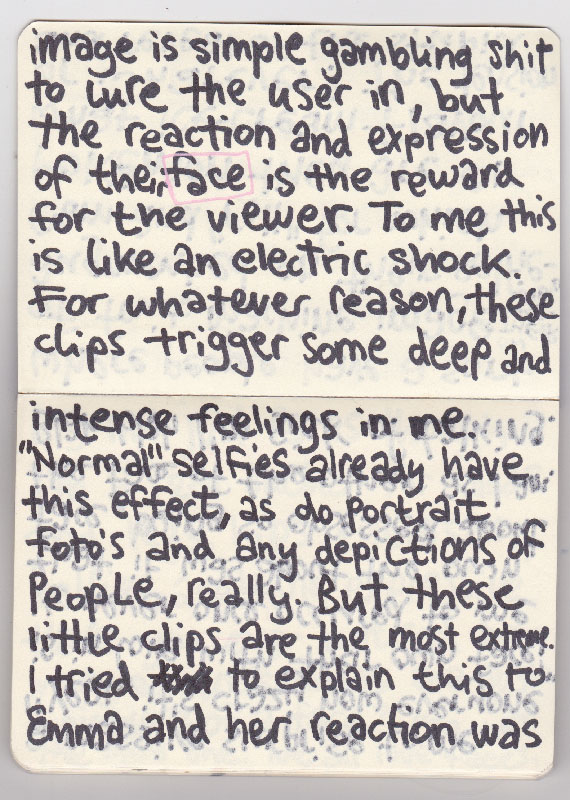 image is simple gambling shit
to lure the user in, but
the reaction and expression
of their face is the reward
for the viewer. To me this
is like an electric shock.
For whatever reason, these
clips trigger some deep and
intense feelings in me.
"Normal" selfies already have
this effect, as do portrait
foto's and any depictions of
People, really. But these
little clips are the most extreme.
I tried to explain this to
Emma and her reaction was